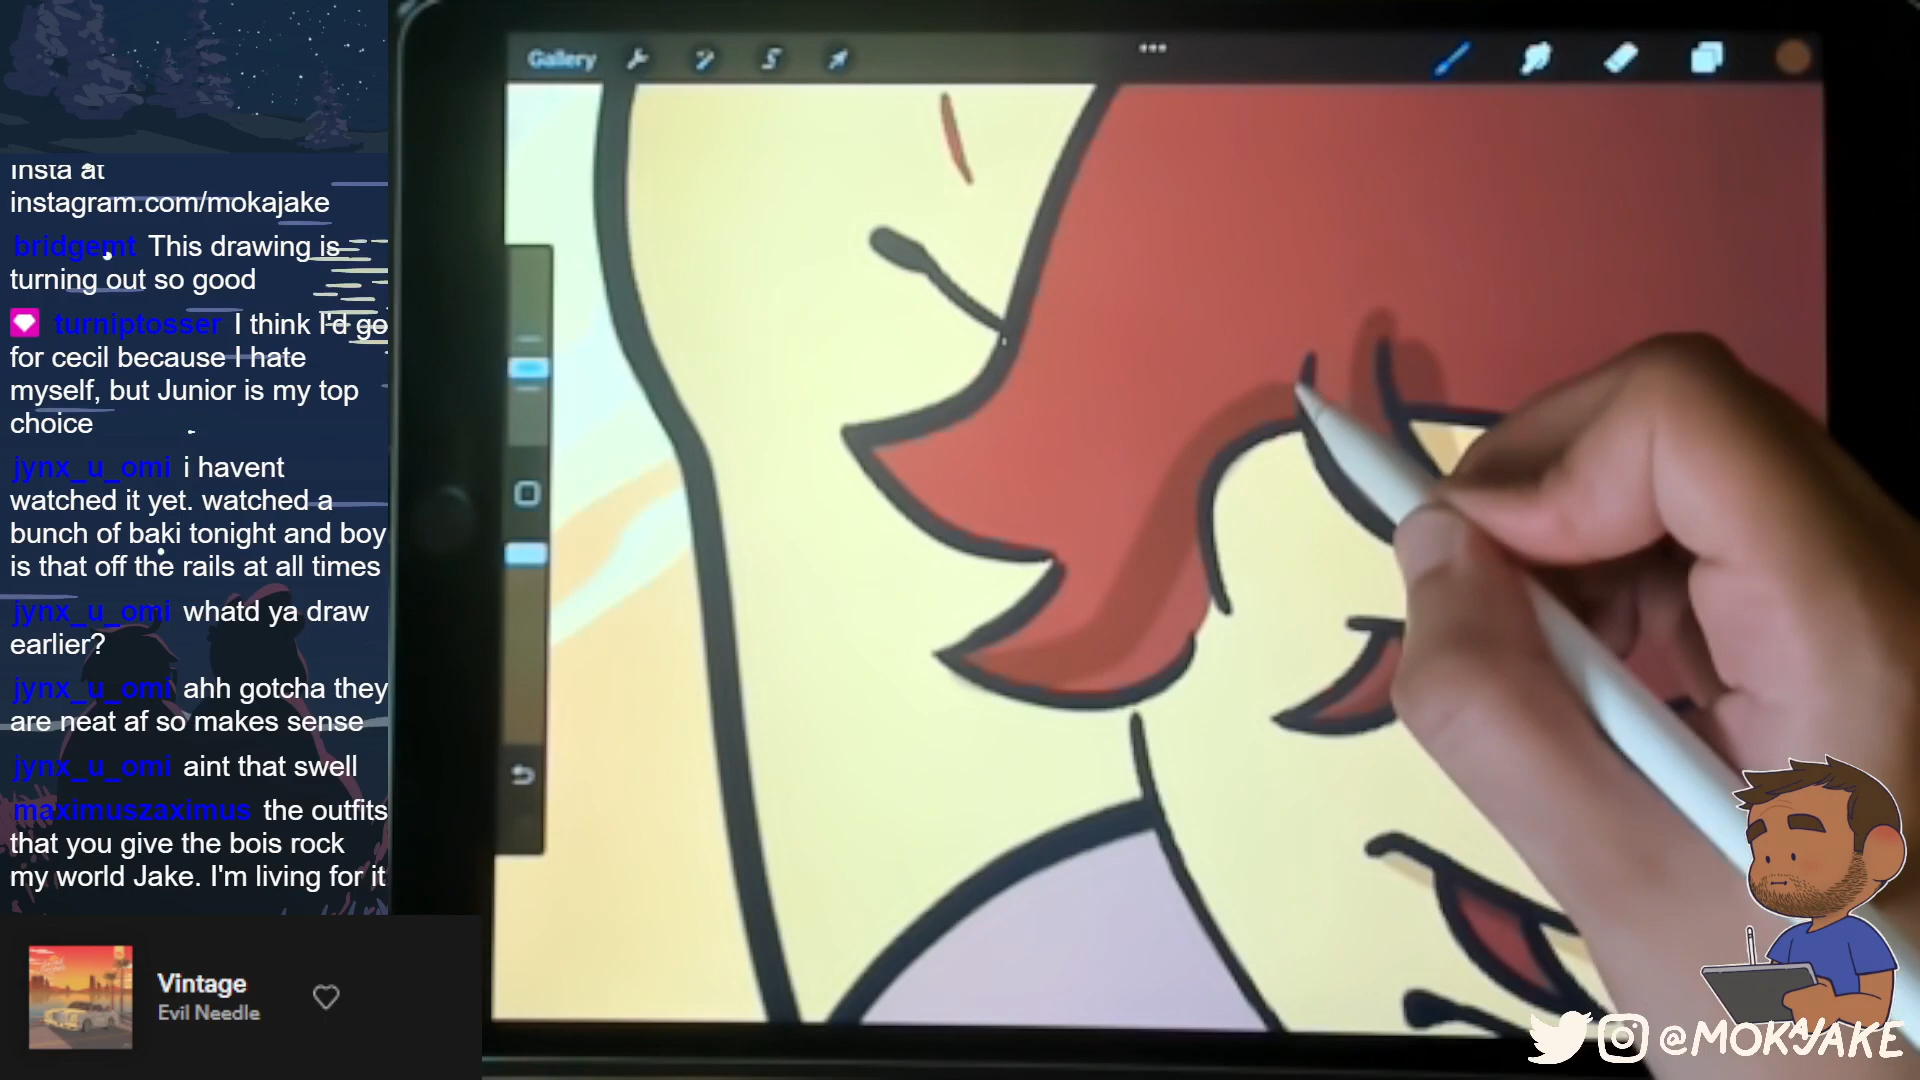 Gallery
Insta at
instagram.com/mokajake
bridgemt This drawing is
turning out so good
turniptosser I think I'd go
for cecil because I hate
myself, but Junior is my top
choice
jynx_u_omi i havent
watched it yet. watched a
bunch of baki tonight and boy
is that off the rails at all times
jynx_u_omi whatd ya draw
earlier?
jynx_u_omi ahh gotcha they
are neat af so makes sense
jynx_u_omi aint that swell
maximuszaximus the outfits
that you give the bois rock
my world Jake. I'm living for it
Vintage
Evil Needle
@MOKAJAKE